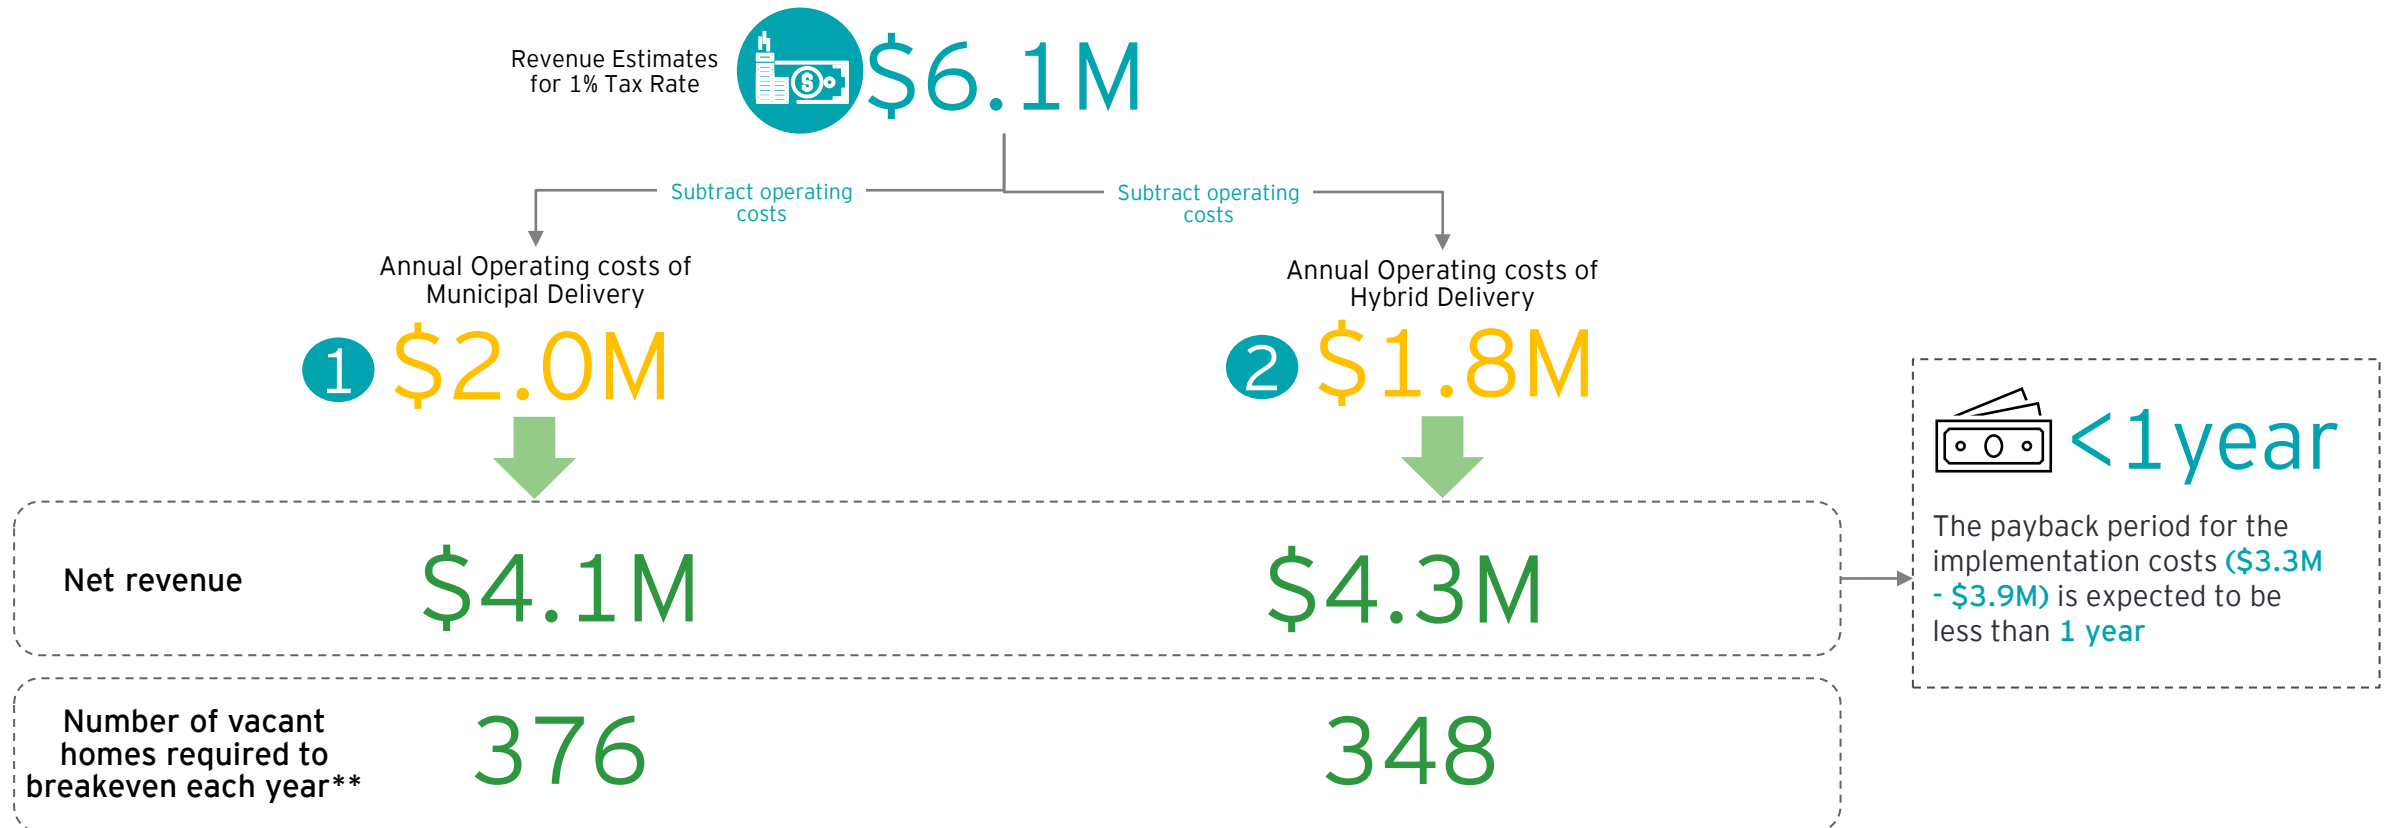 Revenue Estimates
for 1% Tax Rate
$6.1M
Subtract operating
costs
Subtract operating
costs
Annual Operating costs of
Municipal Delivery
1 $2.0M
Annual Operating costs of
Hybrid Delivery
2 $1.8M
Net revenue
$4.1M
$4.3M
<1year
The payback period for the
implementation costs ($3.3M
- $3.9M) is expected to be
less than 1 year
Number of vacant
homes required to
breakeven each year**
376
348